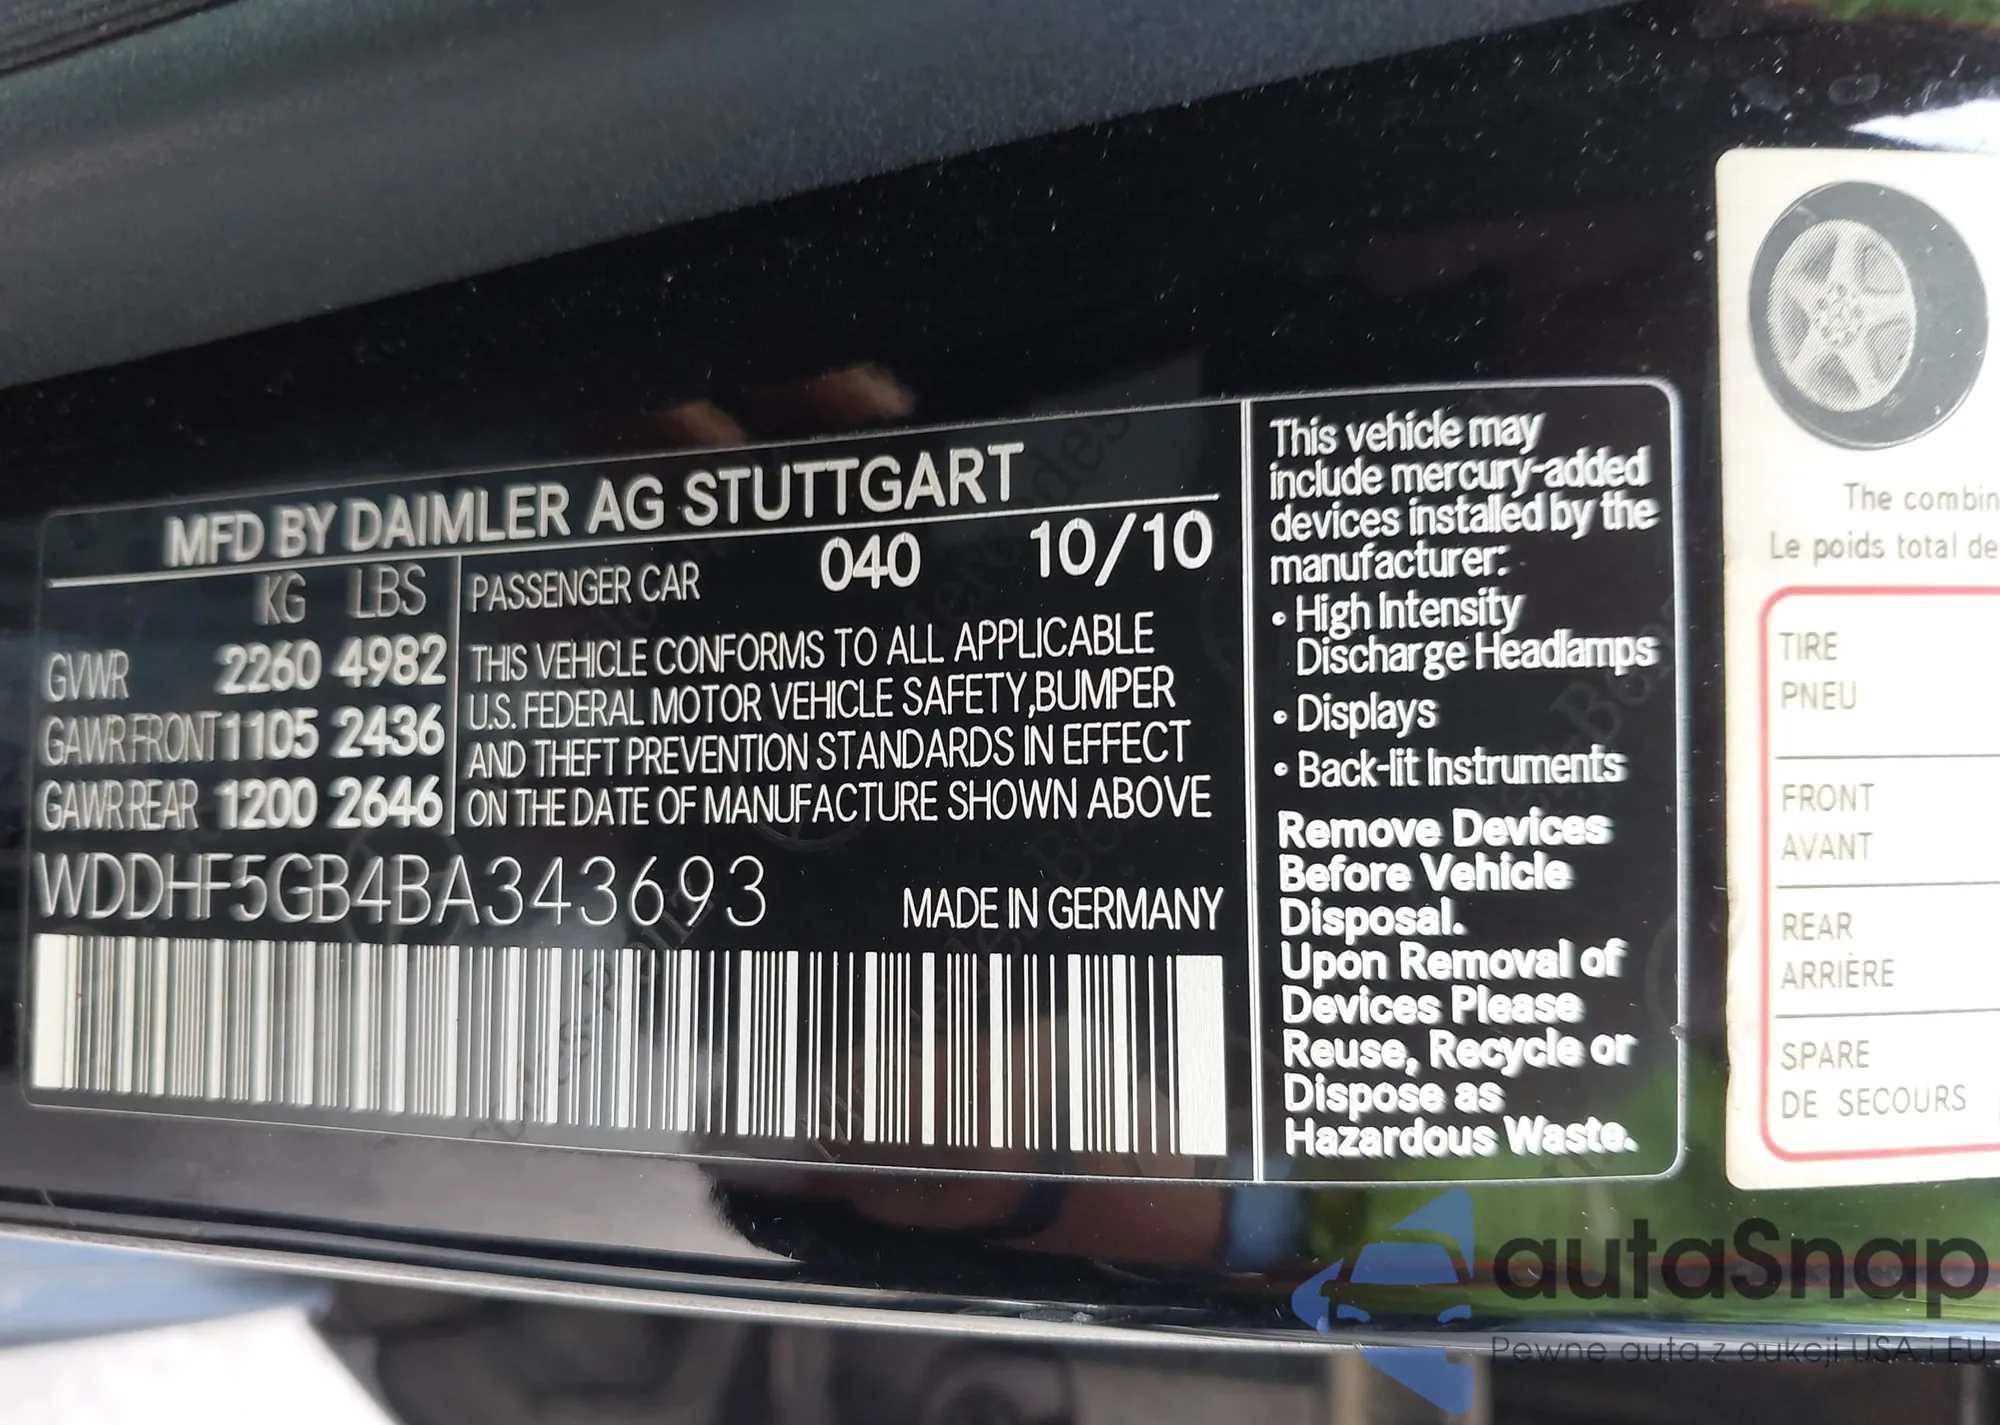 MFD BY DAIMLER AG STUTTGART
KG LBS
PASSENGER CAR 040 10/10
GVWR 2260 4982
GAWR FRONT 1105 2436
GAWR REAR 1200 2646
THIS VEHICLE CONFORMS TO ALL APPLICABLE
U.S. FEDERAL MOTOR VEHICLE SAFETY,BUMPER
AND THEFT PREVENTION STANDARDS IN EFFECT
ON THE DATE OF MANUFACTURE SHOWN ABOVE
WDDHF5GB4BA343693
MADE IN GERMANY
This vehicle may
include mercury-added
devices installed by the
manufacturer:
• High Intensity
Discharge Headlamps
• Displays
• Back-lit Instruments
Remove Devices
Before Vehicle
Disposal.
Upon Removal of
Devices Please
Reuse, Recycle or
Dispose as
Hazardous Waste.
The combin
Le poids total de
TIRE
PNEU
FRONT
AVANT
REAR
ARRIÈRE
SPARE
DE SECOURS
autaSnap
Pewne auta z aukcji USA i EU